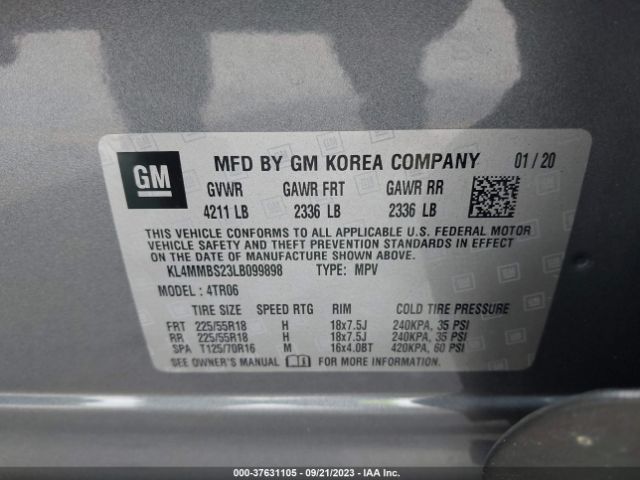 GM
MFD BY GM KOREA COMPANY 01 / 20
GVWR GAWR FRT GAWR RR
4211 LB 2336 LB 2336 LB
THIS VEHICLE CONFORMS TO ALL APPLICABLE U.S. FEDERAL MOTOR
VEHICLE SAFETY AND THEFT PREVENTION STANDARDS IN EFFECT ON
THE DATE OF MANUFACTURE SHOWN ABOVE.
KL4MMBS23LB099898 TYPE: MPV
MODEL: 4TR06
TIRE SIZE SPEED RTG RIM COLD TIRE PRESSURE
FRT 225/55R18 H 18x7.5J 240KPA, 35 PSI
RR 225/55R18 H 18x7.5J 240KPA, 35 PSI
SPA T125/70R16 M 16x4.0BT 420KPA, 60 PSI
SEE OWNER'S MANUAL FOR MORE INFORMATION
000-37631105 - 09/21/2023 - IAA Inc.